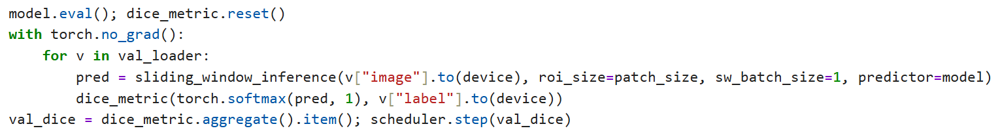 model.eval(); dice_metric.reset()
with torch.no_grad():
    for v in val_loader:
        pred = sliding_window_inference(v["image"].to(device), roi_size=patch_size, sw_batch_size=1, predictor=model)
        dice_metric(torch.softmax(pred, 1), v["label"].to(device))
val_dice = dice_metric.aggregate().item(); scheduler.step(val_dice)